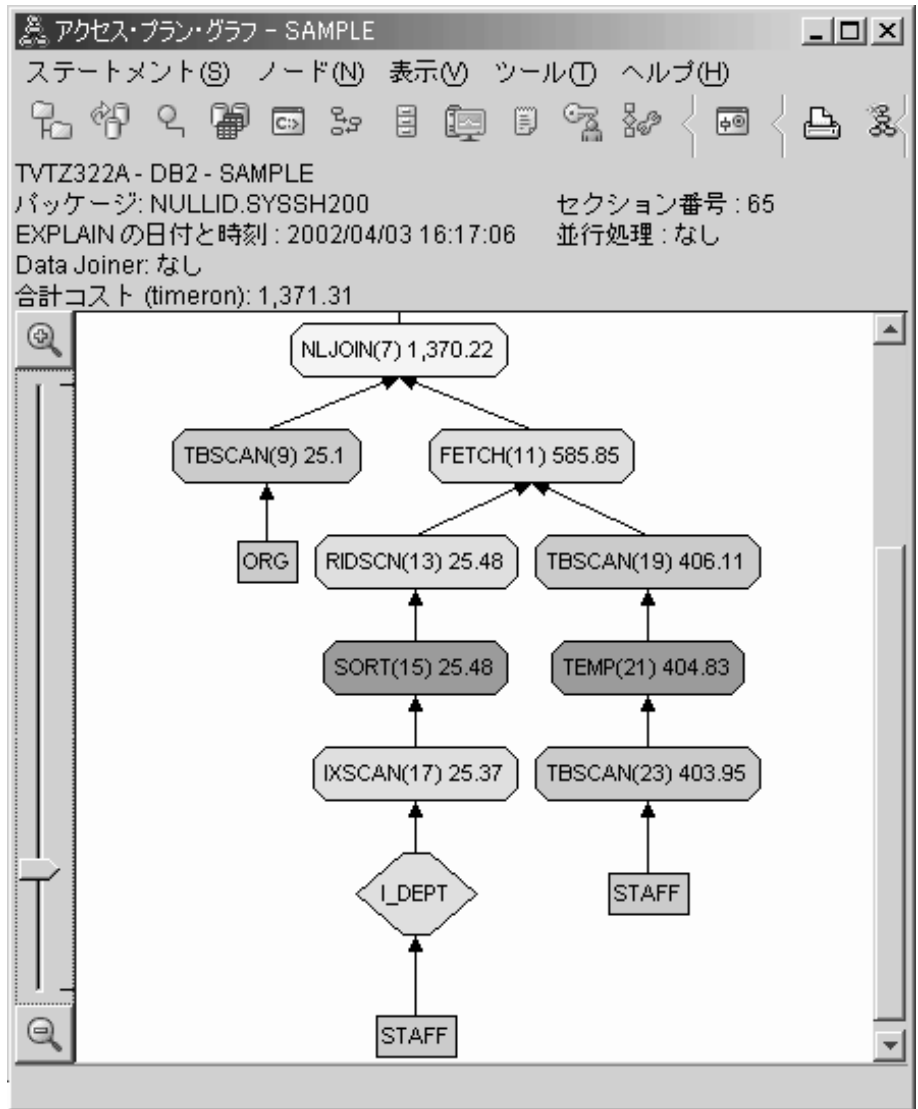 アクセス・プラン・グラフ - SAMPLE
ステートメント(S) ノード(N) 表示(V) ツール(T) ヘルプ(H)
C:>
TVTZ322A - DB2 - SAMPLE
パッケージ: NULLID.SYSSH200 セクション番号 : 65
EXPLAIN の日付と時刻 : 2002/04/03 16:17:06 並行処理 : なし
Data Joiner: なし
合計コスト (timeron): 1,371.31
NLJOIN(7) 1,370.22
TBSCAN(9) 25.1 FETCH(11) 585.85
ORG RIDSCN(13) 25.48 TBSCAN(19) 406.11
SORT(15) 25.48 TEMP(21) 404.83
IXSCAN(17) 25.37 TBSCAN(23) 403.95
I_DEPT STAFF
STAFF